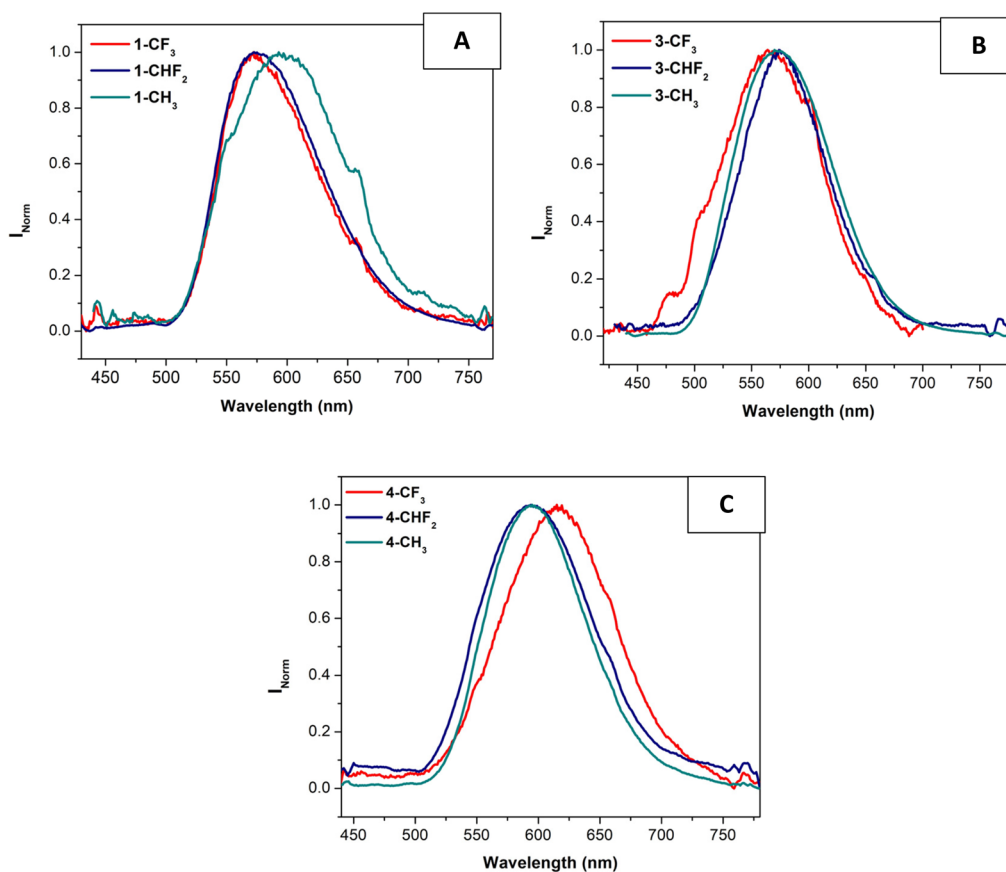 A
1-CF₃
1-CHF₂
1-CH₃
I_Norm
1.0
0.8
0.6
0.4
0.2
0.0
450 500 550 600 650 700 750
Wavelength (nm)
B
3-CF₃
3-CHF₂
3-CH₃
I_Norm
1.0
0.8
0.6
0.4
0.2
0.0
450 500 550 600 650 700 750
Wavelength (nm)
C
4-CF₃
4-CHF₂
4-CH₃
I_Norm
1.0
0.8
0.6
0.4
0.2
0.0
450 500 550 600 650 700 750
Wavelength (nm)